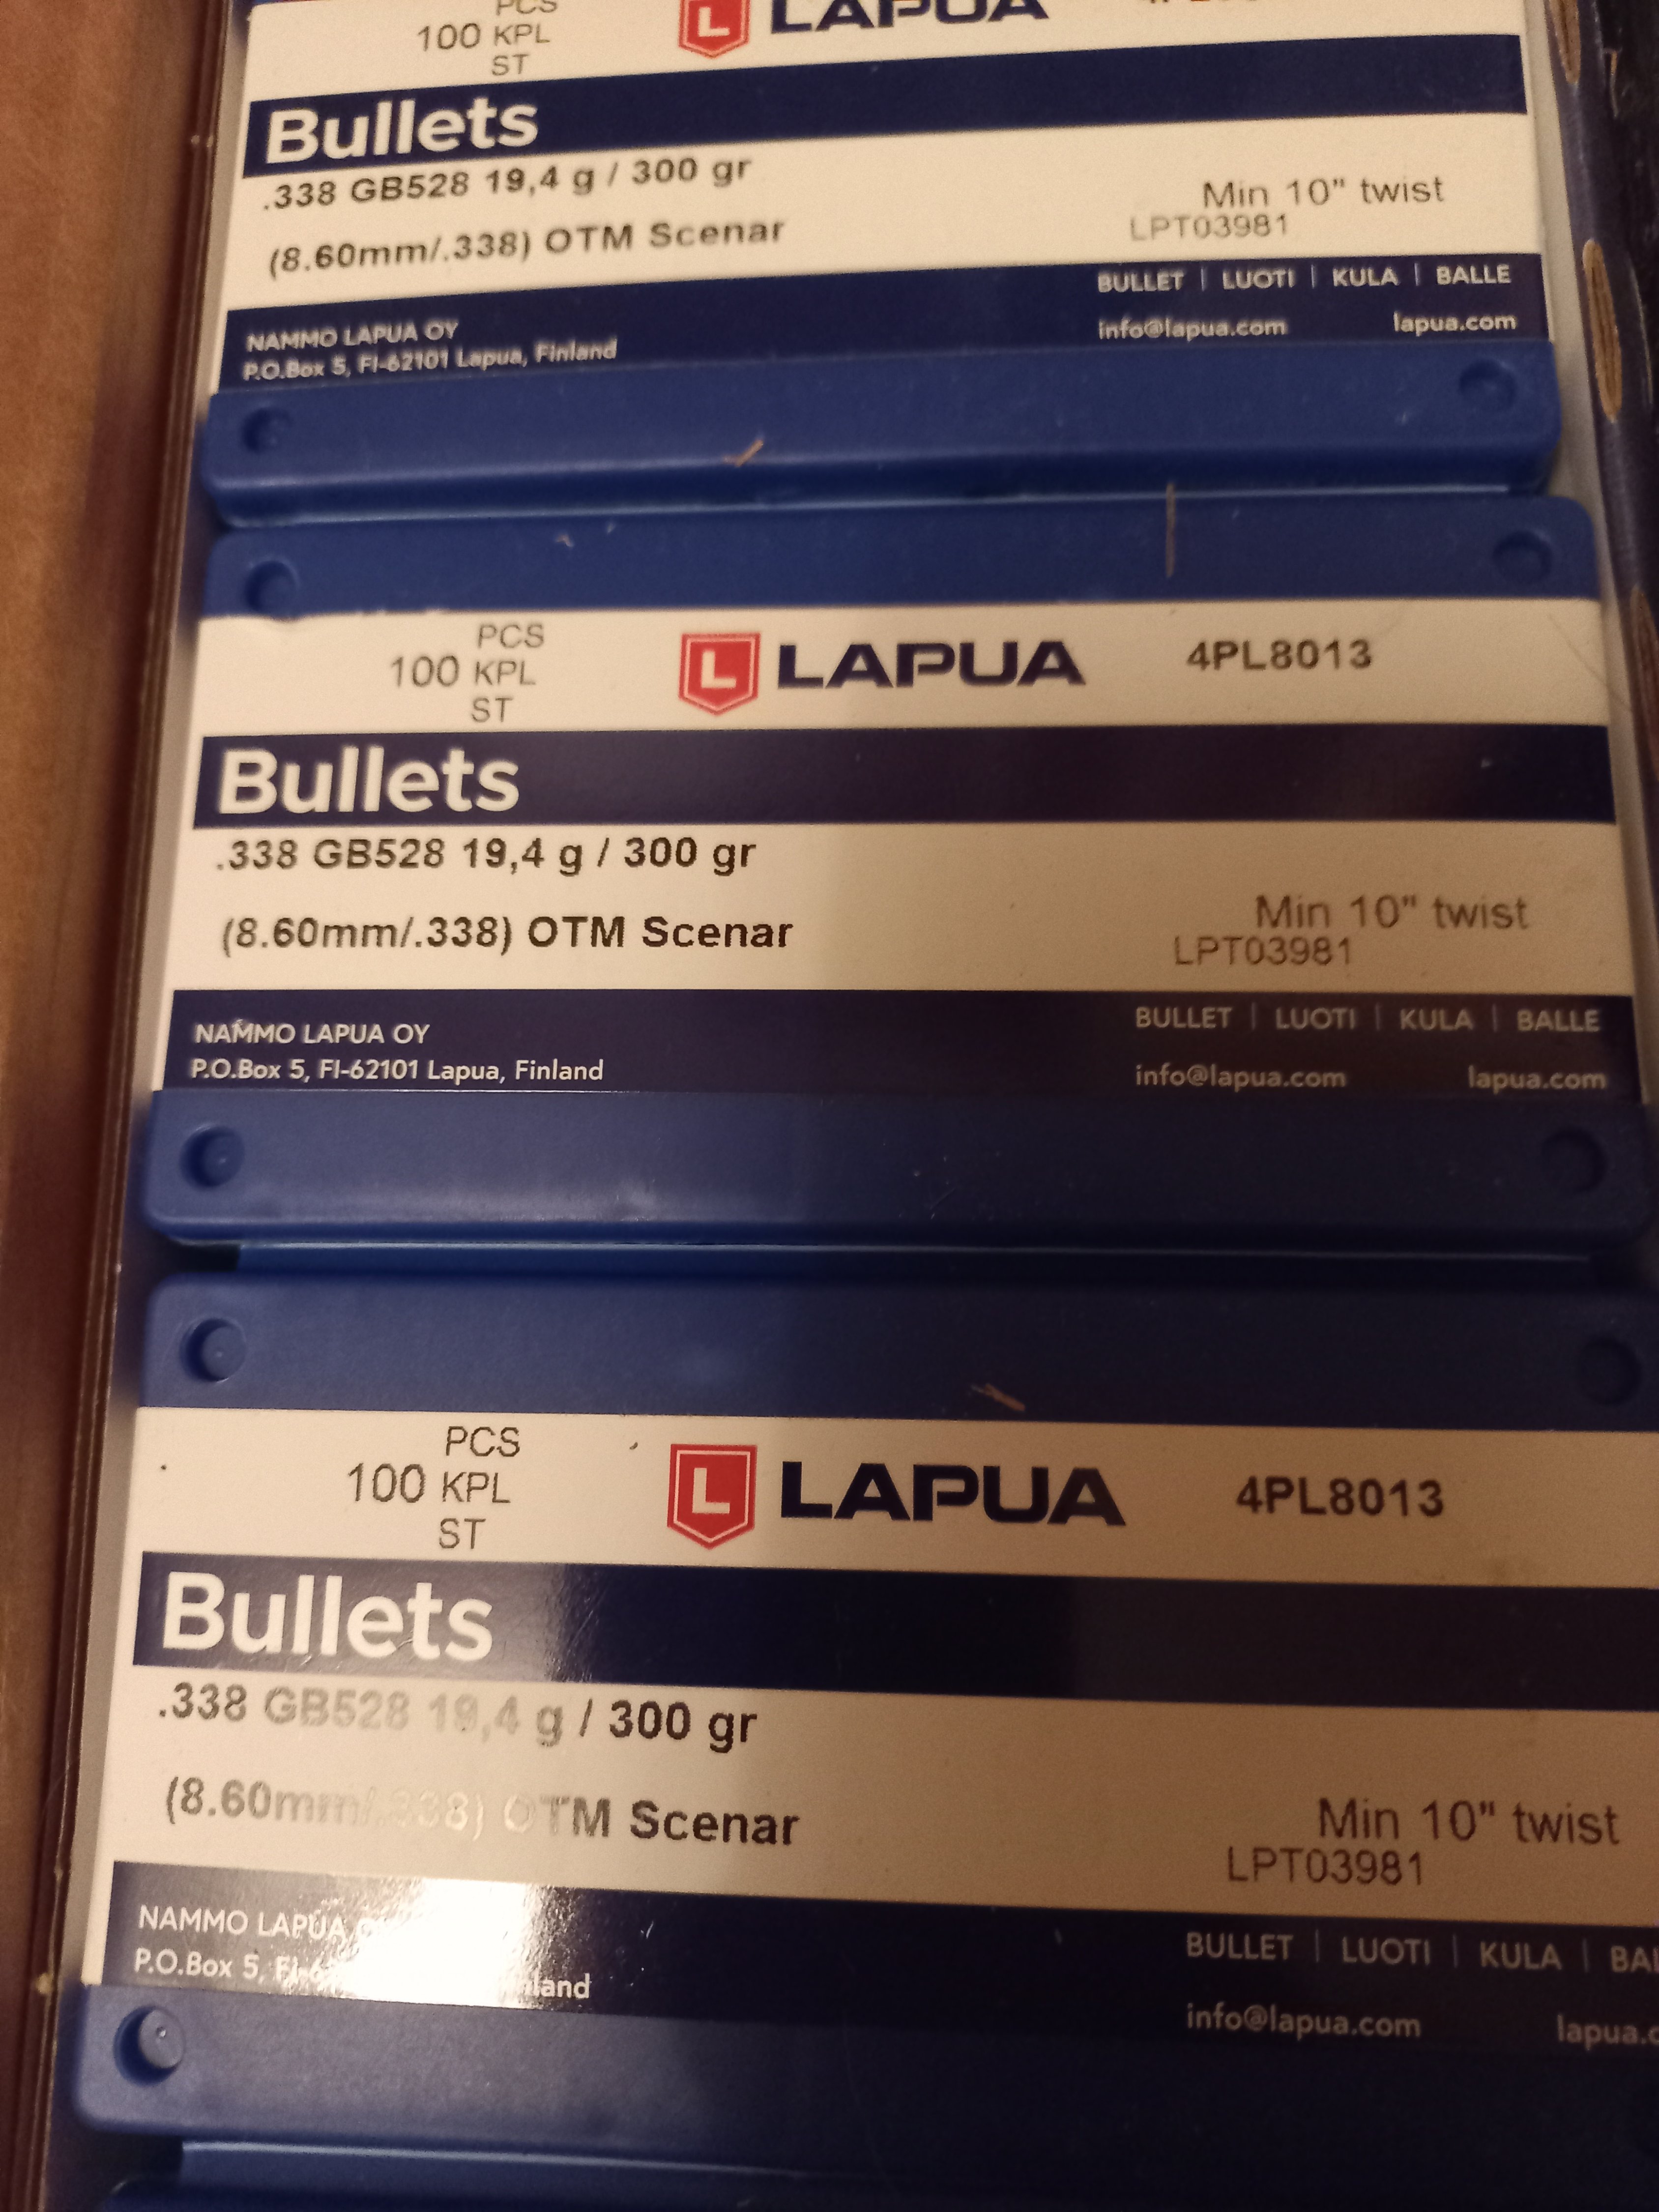 PCS
100 KPL
ST
LAPUA
Bullets
.338 GB528 19,4 g / 300 gr
(8.60mm/.338) OTM Scenar
Min 10" twist
LPT03981
BULLET | LUOTI | KULA | BALLE
NAMMO LAPUA OY
P.O.Box 5, FI-62101 Lapua, Finland
info@lapua.com lapua.com
PCS
100 KPL
ST
L LAPUA 4PL8013
Bullets
.338 GB528 19,4 g / 300 gr
(8.60mm/.338) OTM Scenar
Min 10" twist
LPT03981
NAMMO LAPUA OY
P.O.Box 5, FI-62101 Lapua, Finland
BULLET | LUOTI | KULA | BALLE
info@lapua.com lapua.com
PCS
100 KPL
ST
L LAPUA 4PL8013
Bullets
.338 GB528 19,4 g / 300 gr
(8.60mm/.338) OTM Scenar
Min 10" twist
LPT03981
NAMMO LAPUA
P.O.Box 5,
BULLET | LUOTI | KULA |
info@lapua.com